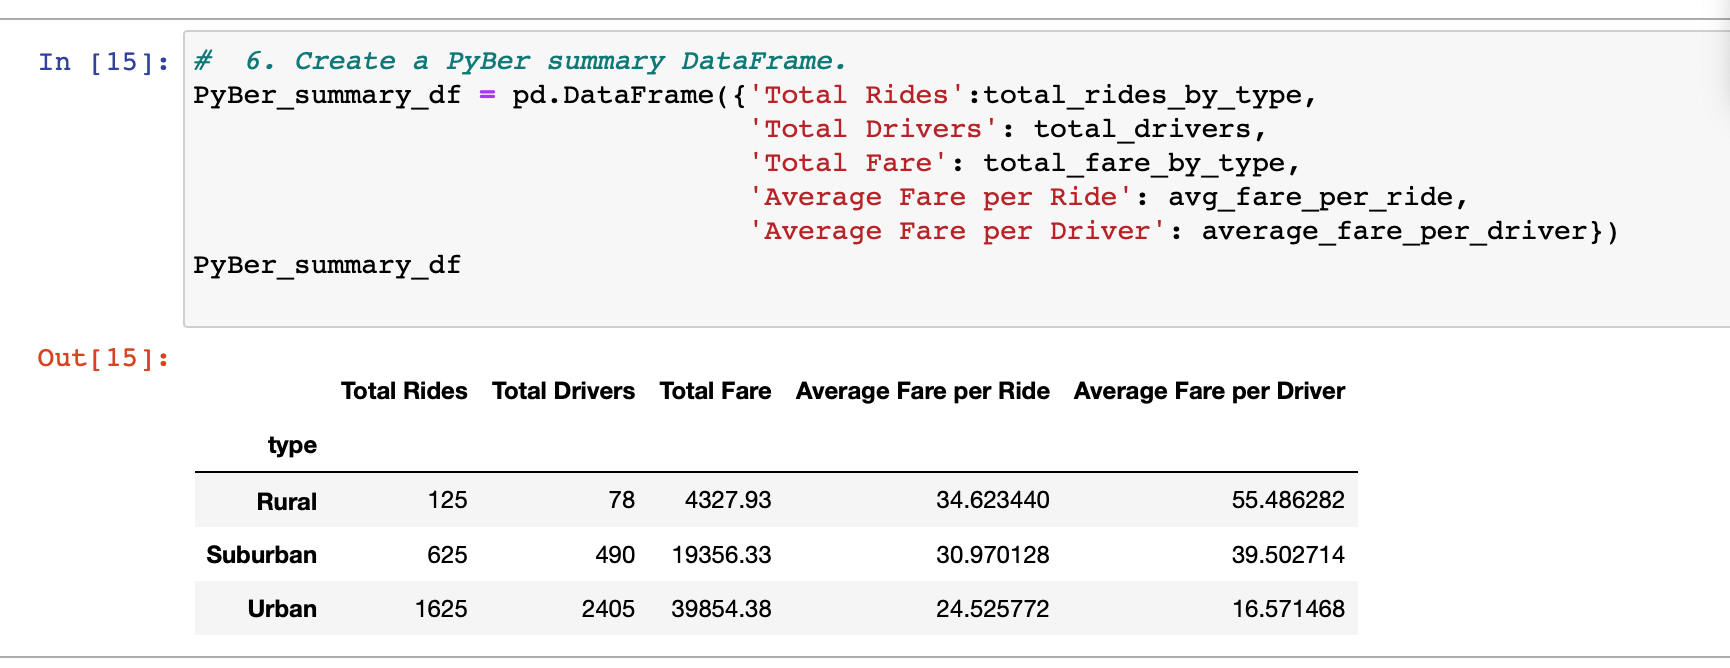 In [15]: #  6. Create a PyBer summary DataFrame.
PyBer_summary_df = pd.DataFrame({'Total Rides':total_rides_by_type,
'Total Drivers': total_drivers,
'Total Fare': total_fare_by_type,
'Average Fare per Ride': avg_fare_per_ride,
'Average Fare per Driver': average_fare_per_driver})
PyBer_summary_df
Out[15]:
Total Rides Total Drivers Total Fare Average Fare per Ride Average Fare per Driver
type
Rural 125 78 4327.93 34.623440 55.486282
Suburban 625 490 19356.33 30.970128 39.502714
Urban 1625 2405 39854.38 24.525772 16.571468